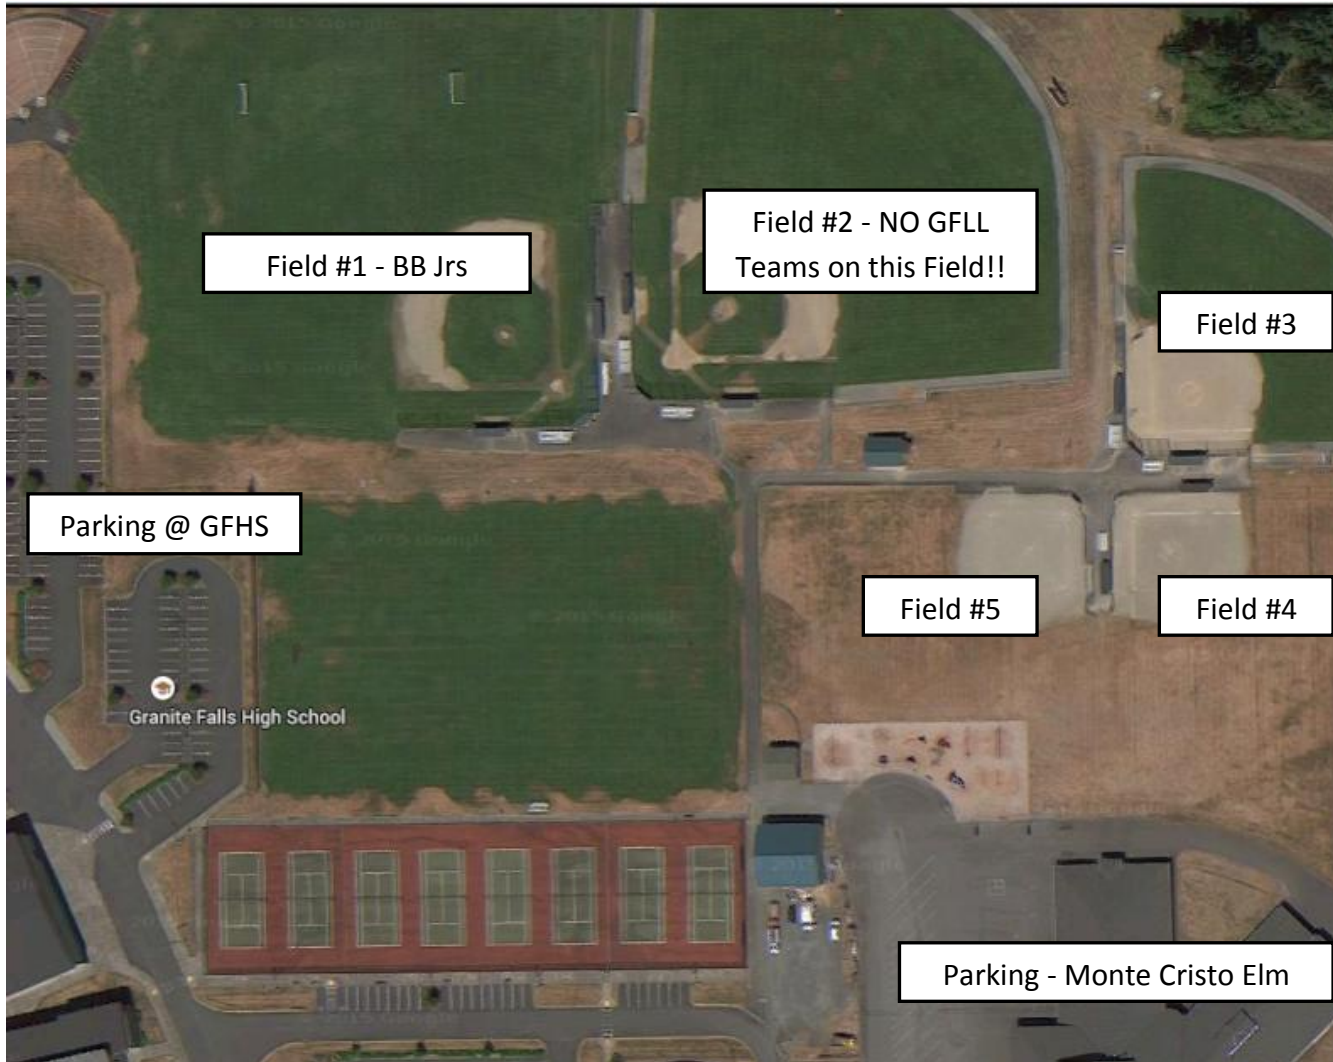 Field #1 - BB Jrs
Field #2 - NO GFLL
Teams on this Field!!
Field #3
Parking @ GFHS
Field #5
Field #4
Granite Falls High School
Parking - Monte Cristo Elm